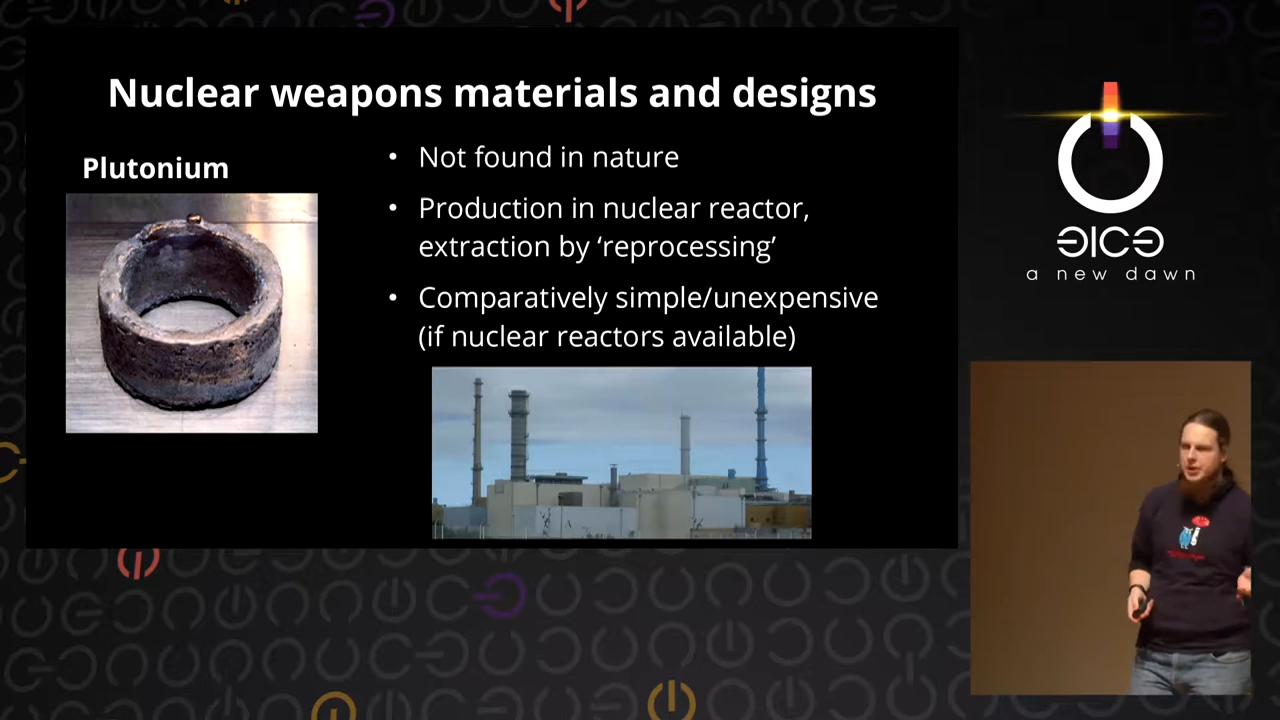 Nuclear weapons materials and designs
Plutonium
• Not found in nature
• Production in nuclear reactor,
extraction by ‘reprocessing’
• Comparatively simple/unexpensive
(if nuclear reactors available)
a new dawn